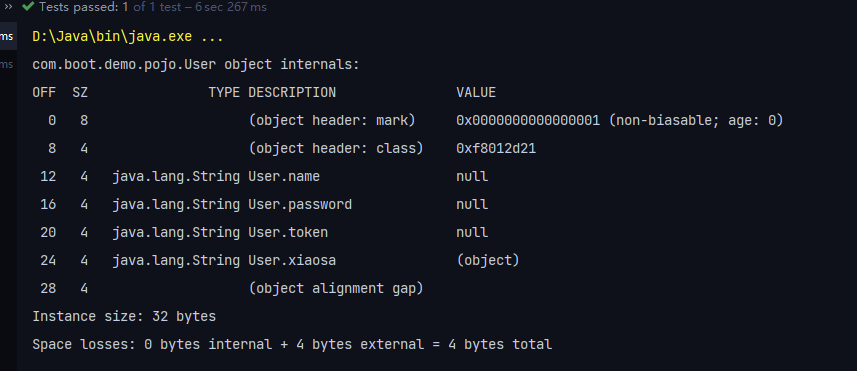 Tests passed: 1 of 1 test – 6 sec 267 ms
ms
ms
D:\Java\bin\java.exe ...
com.boot.demo.pojo.User object internals:
OFF  SZ               TYPE DESCRIPTION               VALUE
  0   8                    (object header: mark)     0x0000000000000001 (non-biasable; age: 0)
  8   4                    (object header: class)    0xf8012d21
 12   4   java.lang.String User.name                 null
 16   4   java.lang.String User.password             null
 20   4   java.lang.String User.token                null
 24   4   java.lang.String User.xiaosa               (object)
 28   4                    (object alignment gap)
Instance size: 32 bytes
Space losses: 0 bytes internal + 4 bytes external = 4 bytes total